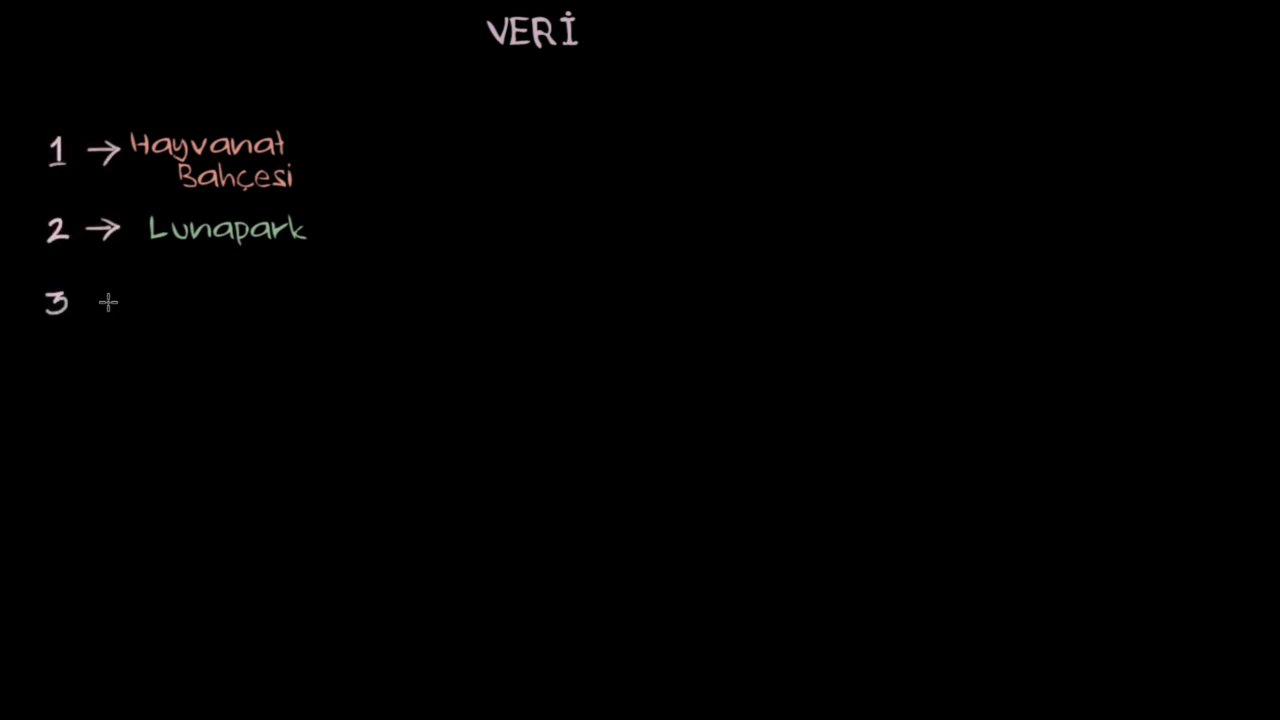 VERİ
1 → Hayvanat
Bahçesi
2 → Lunapark
3